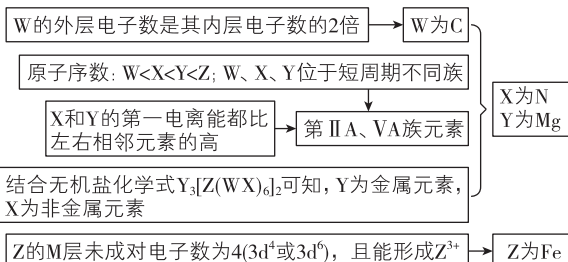 W的外层电子数是其内层电子数的2倍
W为C
原子序数: W<X<Y<Z; W、X、Y位于短周期不同族
X和Y的第一电离能都比
左右相邻元素的高
第ⅡA、ⅤA族元素
X为N
Y为Mg
结合无机盐化学式Y₃[Z(WX)₆]₂可知, Y为金属元素,
X为非金属元素
Z的M层未成对电子数为4(3d⁴或3d⁶), 且能形成Z³⁺
Z为Fe